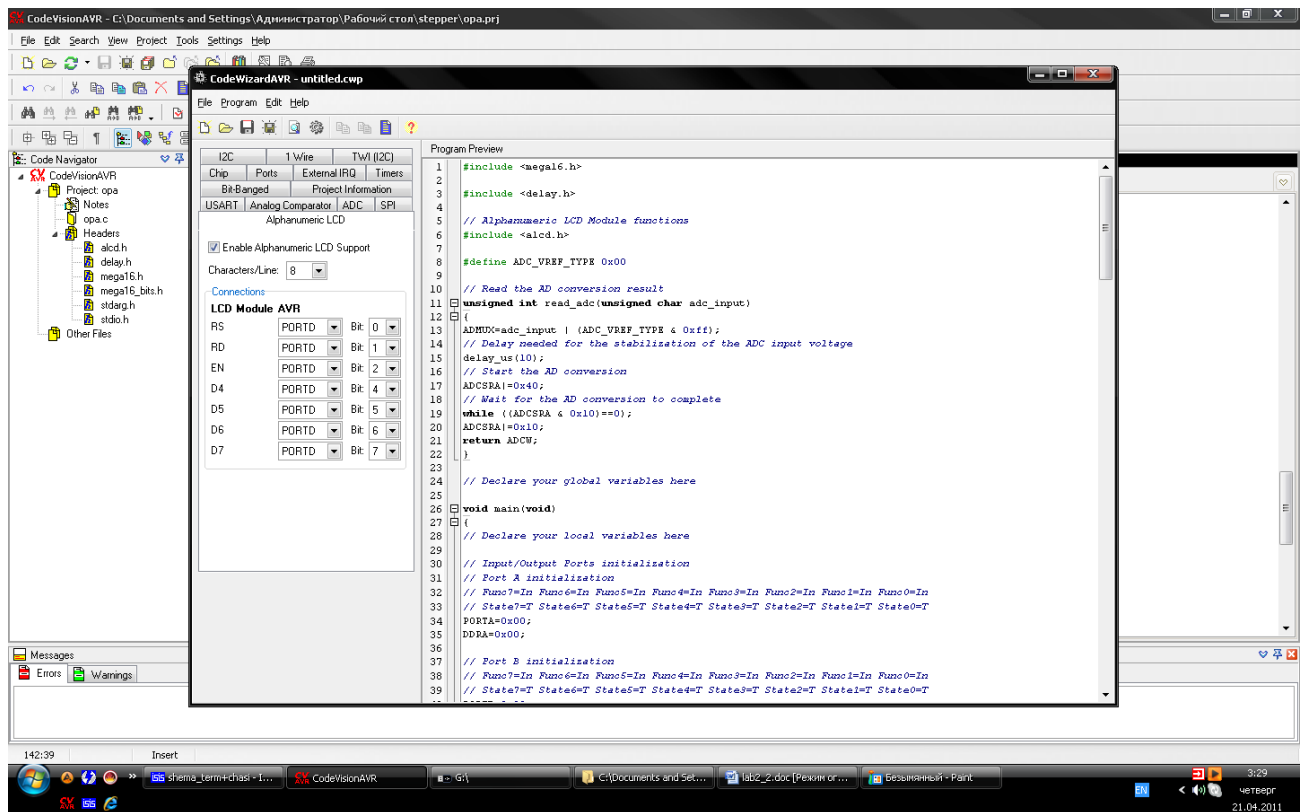 CodeVisionAVR - C:\Documents and Settings\Администратор\Рабочий стол\stepper\opa.prj
File Edit Search View Project Tools Settings Help
CodeWizardAVR - untitled.cwp
File Program Edit Help
Code Navigator
CodeVisionAVR
Project: opa
Notes
opa.c
Headers
alcd.h
delay.h
mega16.h
mega16_bits.h
stdarg.h
stdio.h
Other Files
I2C 1 Wire TWI (I2C)
Chip Ports External IRQ Timers
Bit-Banged Project Information
USART Analog Comparator ADC SPI
Alphanumeric LCD
Enable Alphanumeric LCD Support
Characters/Line: 8
Connections
LCD Module AVR
RS PORTD Bit: 0
RD PORTD Bit: 1
EN PORTD Bit: 2
D4 PORTD Bit: 4
D5 PORTD Bit: 5
D6 PORTD Bit: 6
D7 PORTD Bit: 7
Program Preview
1 #include <mega16.h>
2
3 #include <delay.h>
4
5 // Alphanumeric LCD Module functions
6 #include <alcd.h>
7
8 #define ADC_VREF_TYPE 0x00
9
10 // Read the AD conversion result
11 unsigned int read_adc(unsigned char adc_input)
12 {
13 ADMUX=adc_input | (ADC_VREF_TYPE & 0xff);
14 // Delay needed for the stabilization of the ADC input voltage
15 delay_us(10);
16 // Start the AD conversion
17 ADCSRA|=0x40;
18 // Wait for the AD conversion to complete
19 while ((ADCSRA & 0x10)==0);
20 ADCSRA|=0x10;
21 return ADCW;
22 }
23
24 // Declare your global variables here
25
26 void main(void)
27 {
28 // Declare your local variables here
29
30 // Input/Output Ports initialization
31 // Port A initialization
32 // Func7=In Func6=In Func5=In Func4=In Func3=In Func2=In Func1=In Func0=In
33 // State7=T State6=T State5=T State4=T State3=T State2=T State1=T State0=T
34 PORTA=0x00;
35 DDRA=0x00;
36
37 // Port B initialization
38 // Func7=In Func6=In Func5=In Func4=In Func3=In Func2=In Func1=In Func0=In
39 // State7=T State6=T State5=T State4=T State3=T State2=T State1=T State0=T
Messages
Errors Warnings
142:39 Insert
shema_term+chasi - I... CodeVisionAVR G:\ C:\Documents and Set... lab2_2.doc [Режим ог... Безымянный - Paint
EN
3:29
четверг
21.04.2011